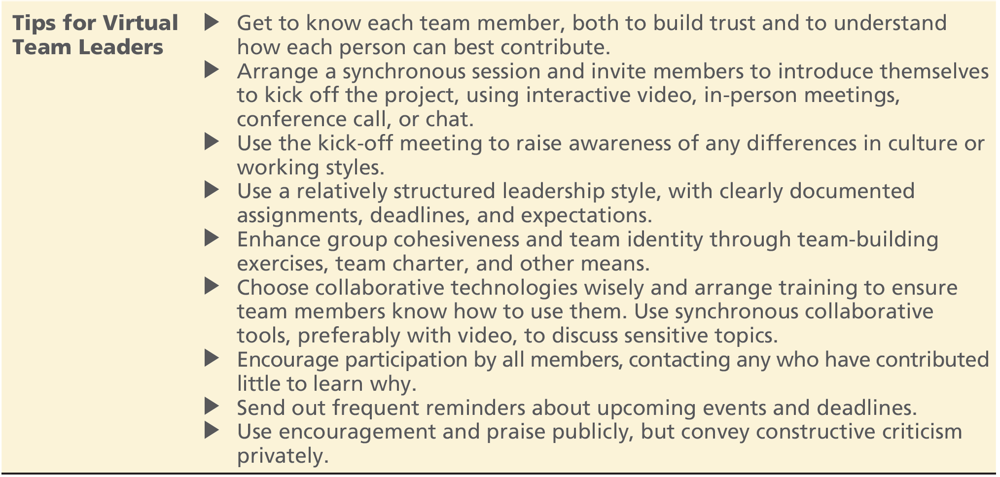 Tips for Virtual
Team Leaders
▶ Get to know each team member, both to build trust and to understand
how each person can best contribute.
▶ Arrange a synchronous session and invite members to introduce themselves
to kick off the project, using interactive video, in-person meetings,
conference call, or chat.
▶ Use the kick-off meeting to raise awareness of any differences in culture or
working styles.
▶ Use a relatively structured leadership style, with clearly documented
assignments, deadlines, and expectations.
▶ Enhance group cohesiveness and team identity through team-building
exercises, team charter, and other means.
▶ Choose collaborative technologies wisely and arrange training to ensure
team members know how to use them. Use synchronous collaborative
tools, preferably with video, to discuss sensitive topics.
▶ Encourage participation by all members, contacting any who have contributed
little to learn why.
▶ Send out frequent reminders about upcoming events and deadlines.
▶ Use encouragement and praise publicly, but convey constructive criticism
privately.